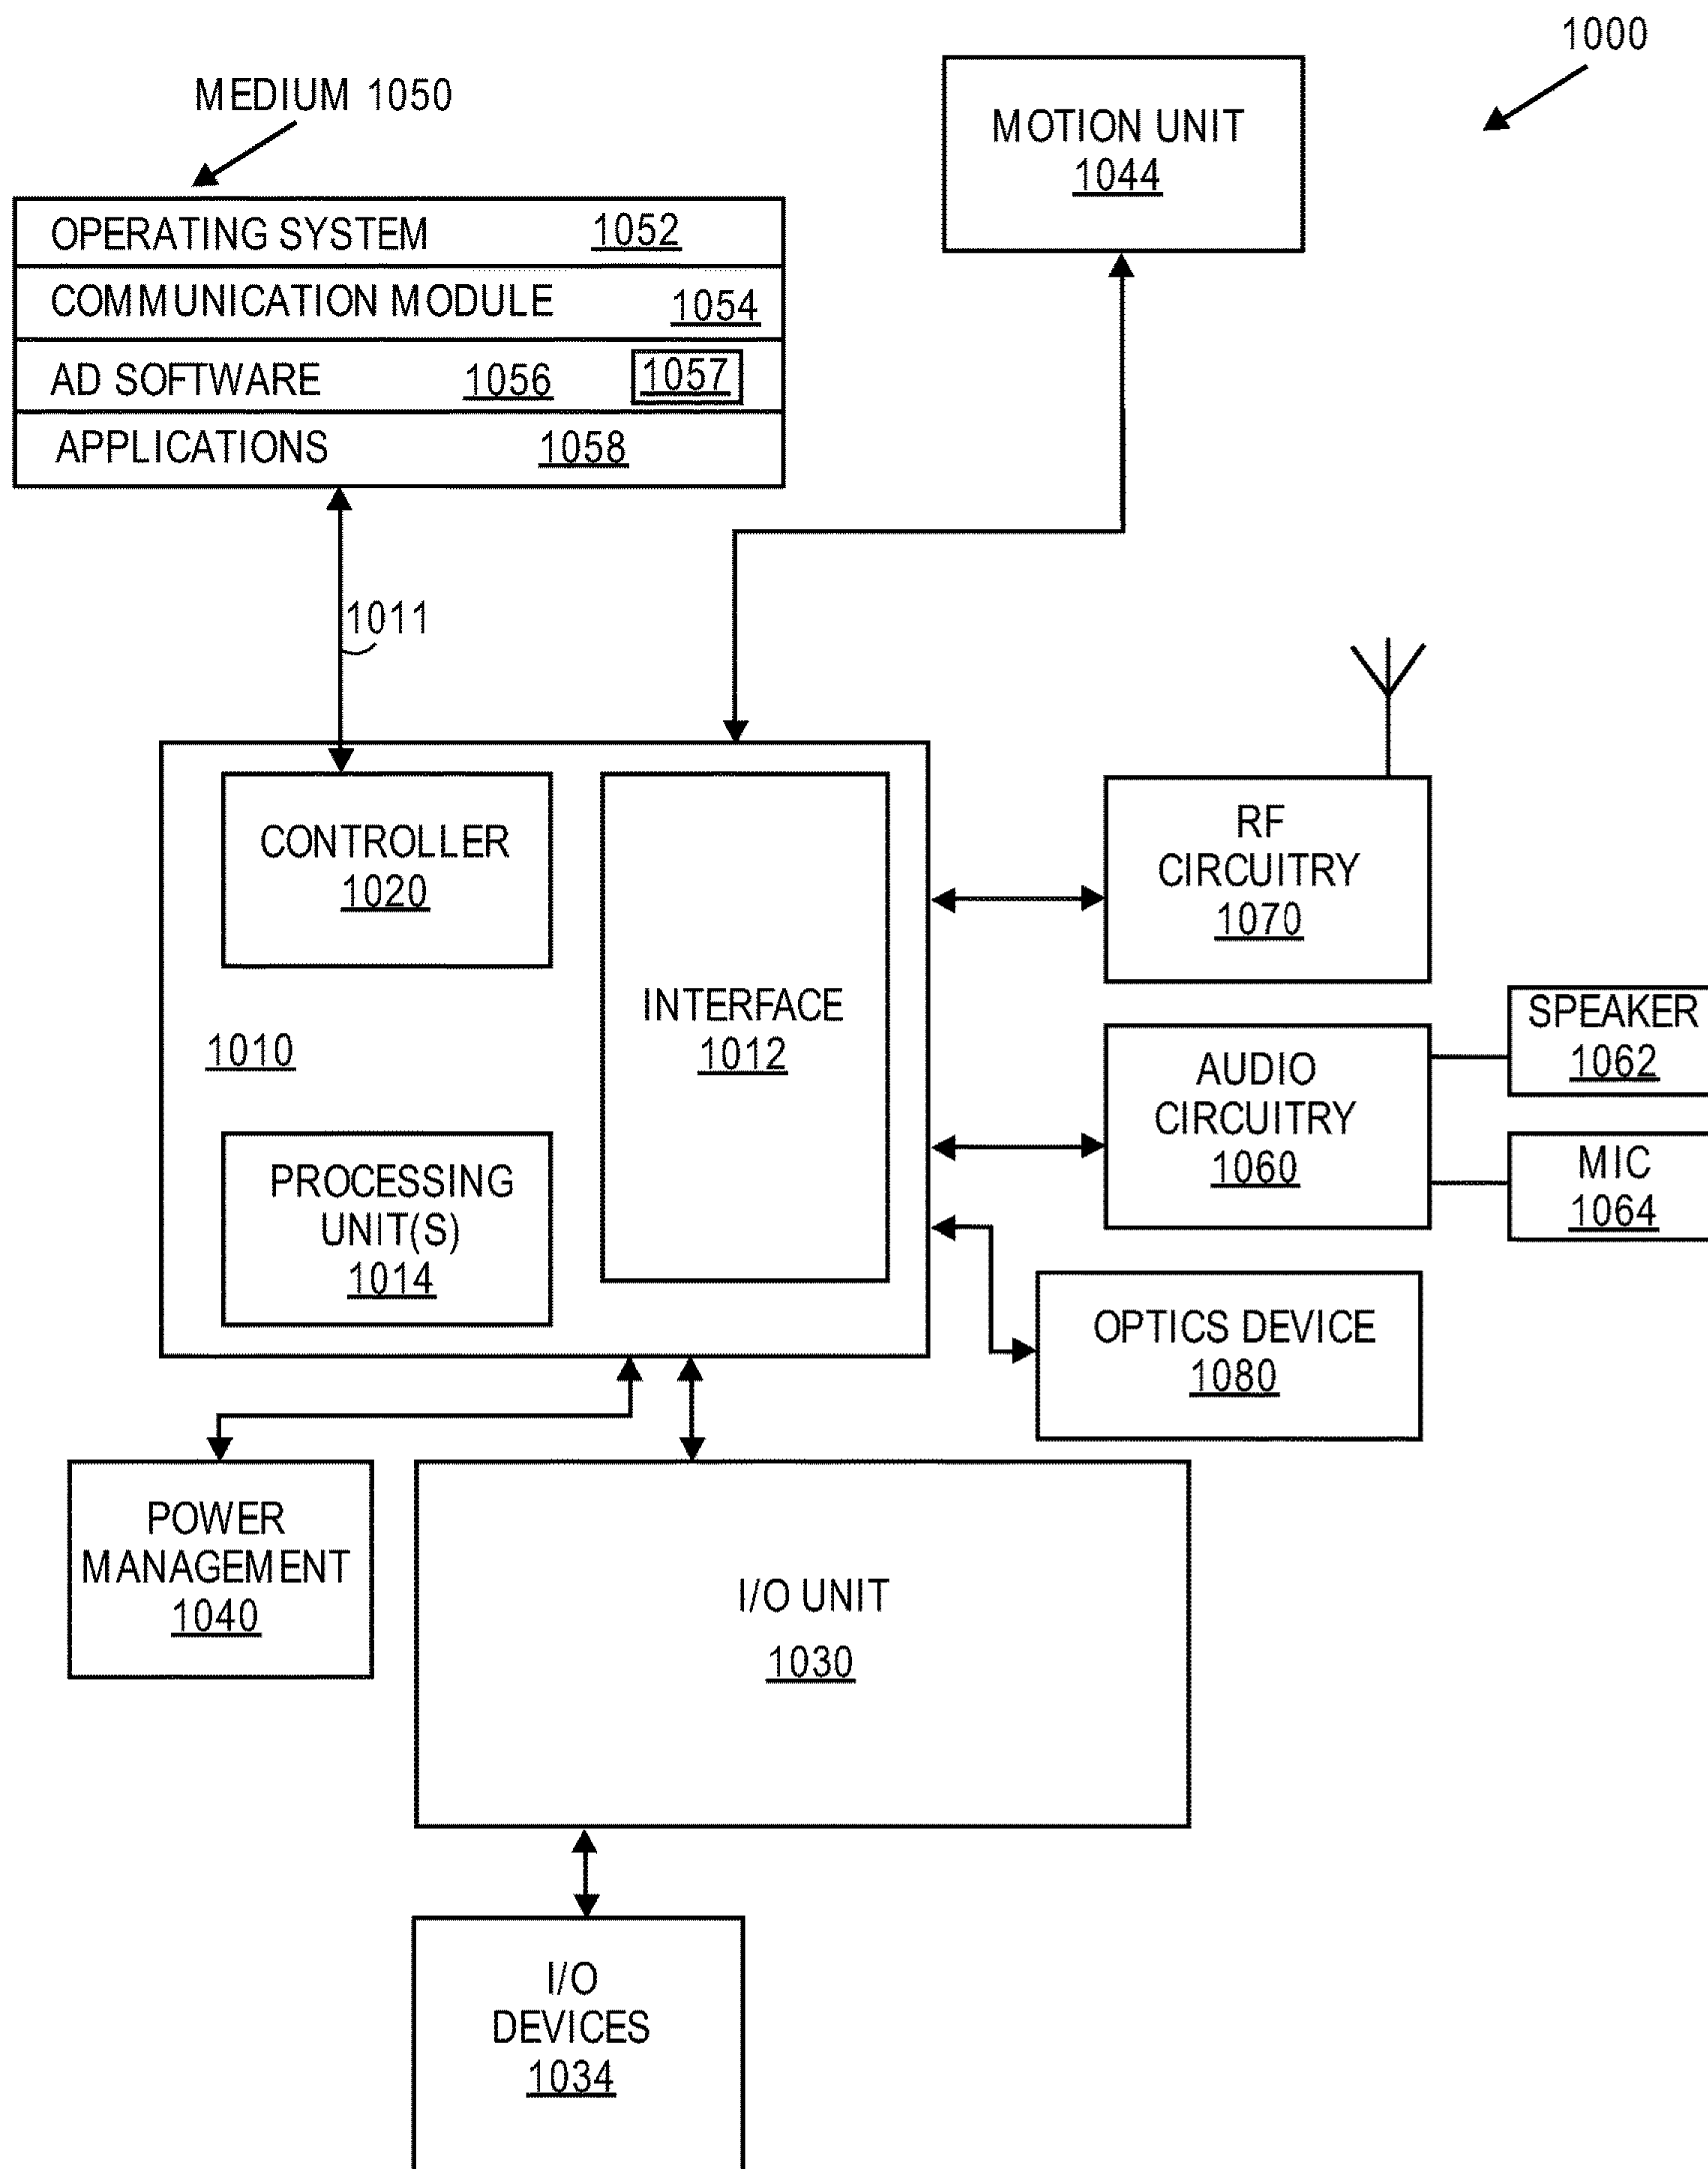 1000
MEDIUM 1050
MOTION UNIT
1044
OPERATING SYSTEM 1052
COMMUNICATION MODULE 1054
AD SOFTWARE 1056 1057
APPLICATIONS 1058
1011
CONTROLLER
1020
INTERFACE
1012
1010
PROCESSING
UNIT(S)
1014
RF
CIRCUITRY
1070
AUDIO
CIRCUITRY
1060
SPEAKER
1062
MIC
1064
OPTICS DEVICE
1080
POWER
MANAGEMENT
1040
I/O UNIT
1030
I/O
DEVICES
1034